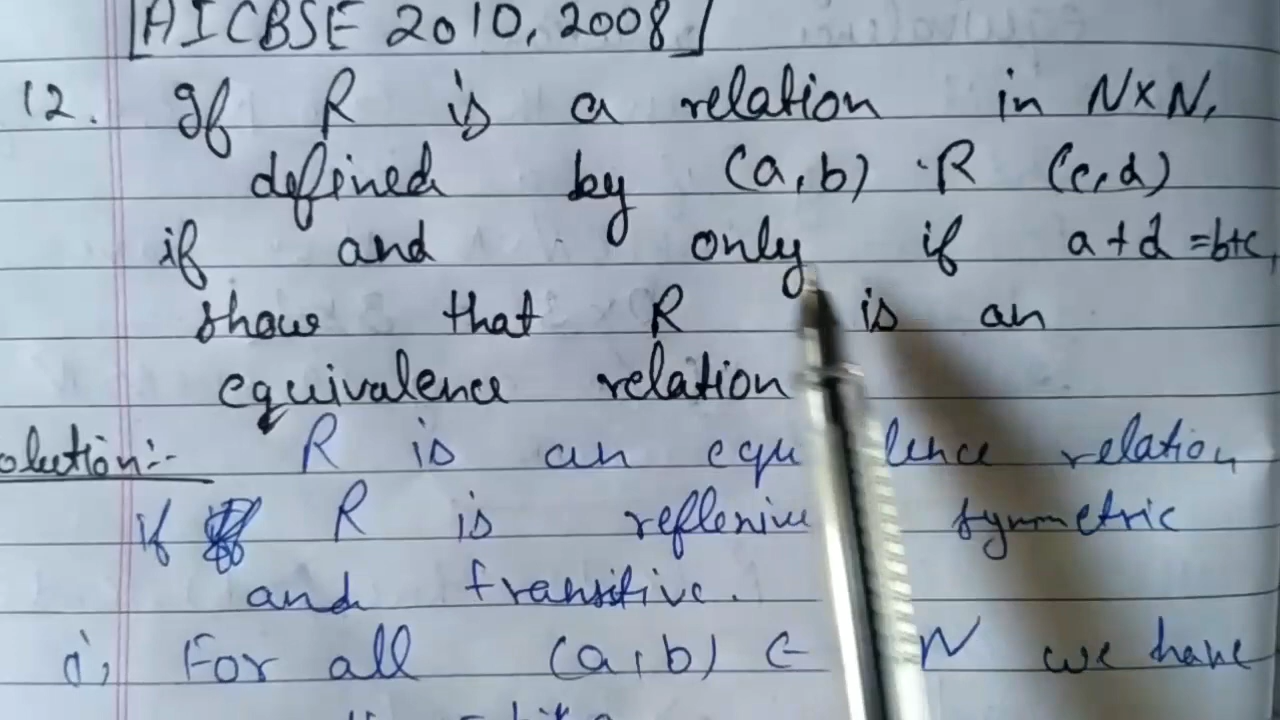 [AICBSE 2010, 2008]
12. If R is a relation in N×N,
defined by (a,b) R (c,d)
if and only if a+d=b+c,
show that R is an
equivalence relation
olution:-  R is an equ lence relation
if R is reflexive symmetric
and transitive.
i, For all (a,b) ∈ N we have